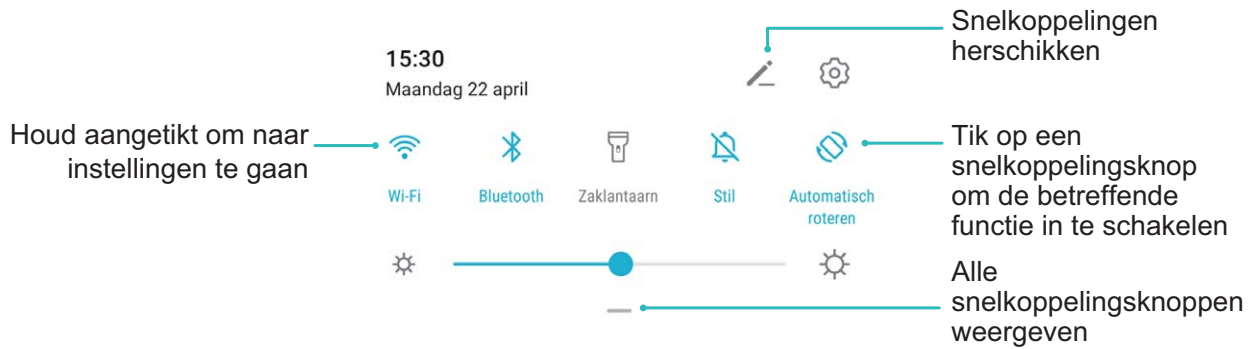 Snelkoppelingen
herschikken
15:30
Maandag 22 april
Houd aangetikt om naar
instellingen te gaan
Wi-Fi
Bluetooth
Zaklantaarn
Stil
Automatisch
roteren
Tik op een
snelkoppelingsknop
om de betreffende
functie in te schakelen
Alle
snelkoppelingsknoppen
weergeven